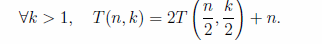 ∀k > 1, T(n, k) = 2T(n/2, k/2) + n.